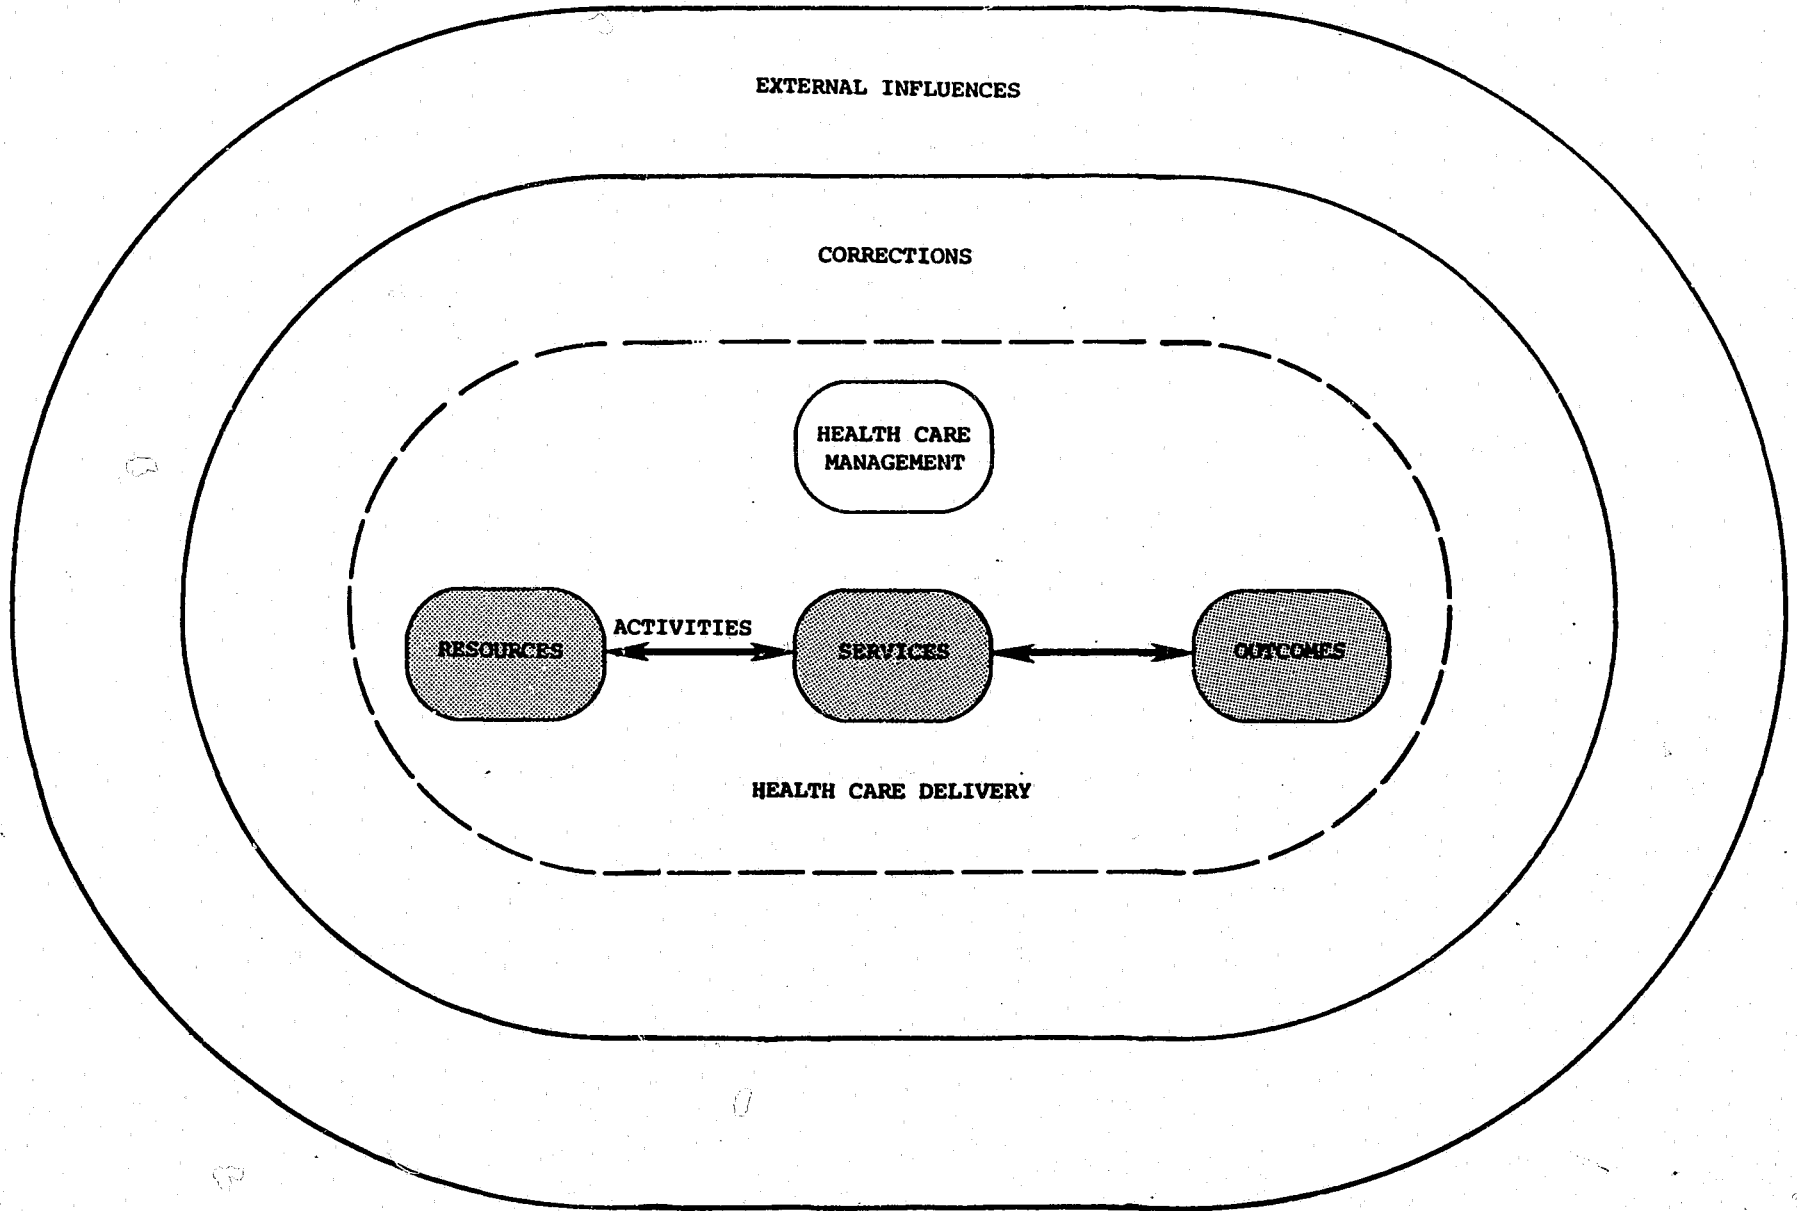 EXTERNAL INFLUENCES
CORRECTIONS
HEALTH CARE
MANAGEMENT
ACTIVITIES
RESOURCES
SERVICES
OUTCOMES
HEALTH CARE DELIVERY